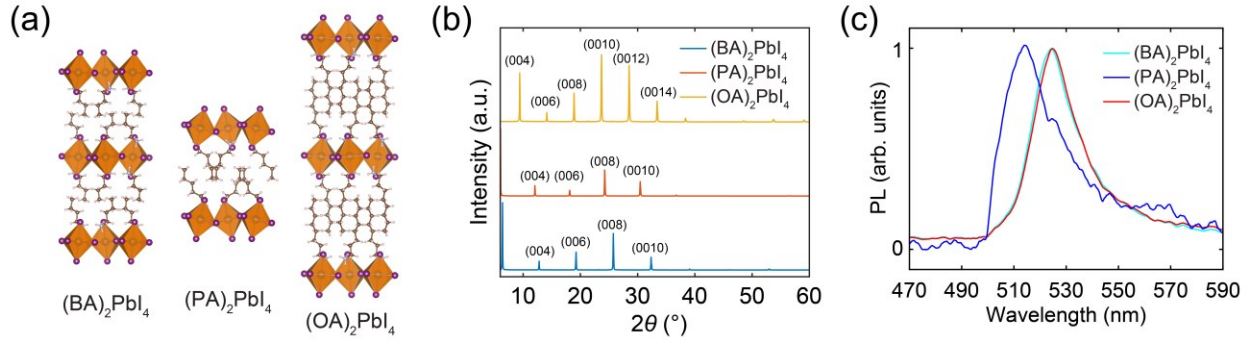 (a)
(BA)₂PbI₄
(PA)₂PbI₄
(OA)₂PbI₄
(b)
Intensity (a.u.)
(004)
(006)
(008)
(0010)
(0012)
(0014)
(BA)₂PbI₄
(PA)₂PbI₄
(OA)₂PbI₄
(004)
(006)
(008)
(0010)
(004)
(006)
(008)
(0010)
10 20 30 40 50 60
2θ (°)
(c)
PL (arb. units)
1
0
(BA)₂PbI₄
(PA)₂PbI₄
(OA)₂PbI₄
470 490 510 530 550 570 590
Wavelength (nm)